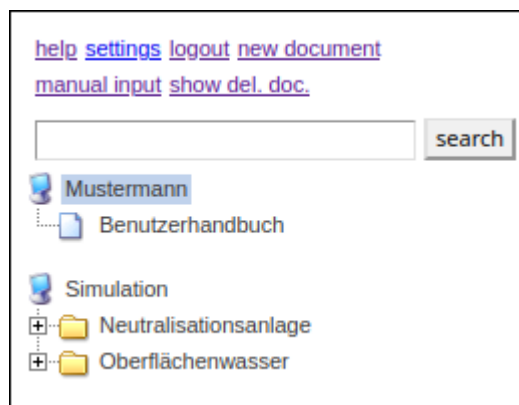 help settings logout new document
manual input show del. doc.
search
Mustermann
Benutzerhandbuch
Simulation
Neutralisationsanlage
Oberflächenwasser